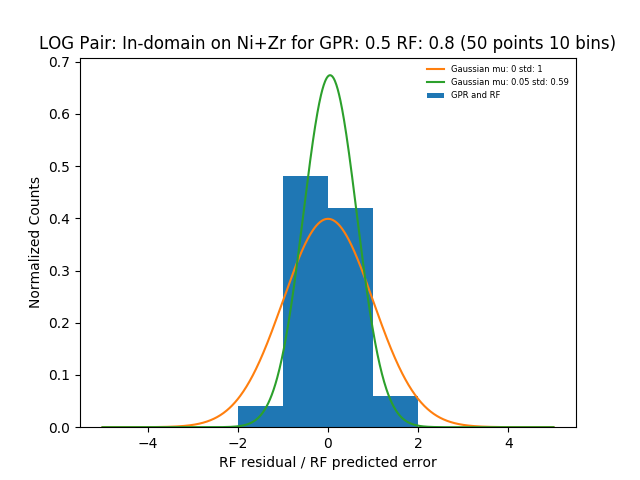 LOG Pair: In-domain on Ni+Zr for GPR: 0.5 RF: 0.8 (50 points 10 bins)
Gaussian mu: 0 std: 1
Gaussian mu: 0.05 std: 0.59
GPR and RF
Normalized Counts
0.7
0.6
0.5
0.4
0.3
0.2
0.1
0.0
−4 −2 0 2 4
RF residual / RF predicted error